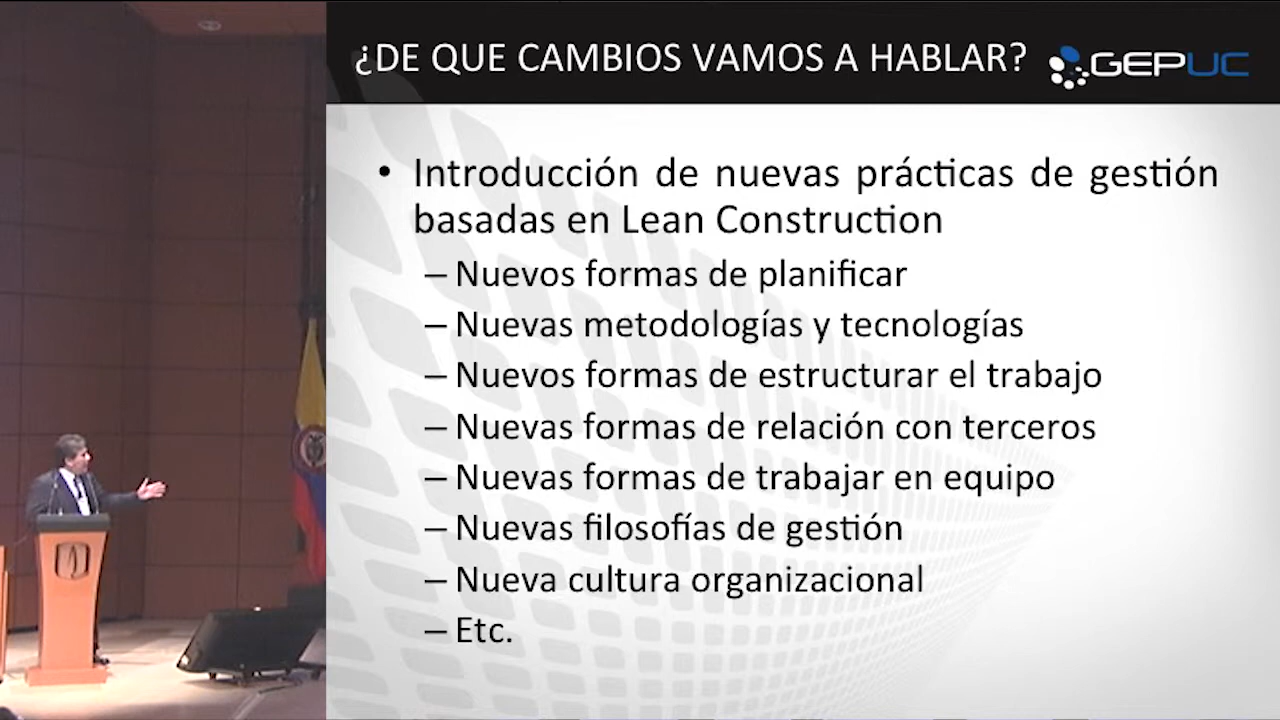 ¿DE QUE CAMBIOS VAMOS A HABLAR?
GEPUC
• Introducción de nuevas prácticas de gestión
basadas en Lean Construction
– Nuevos formas de planificar
– Nuevas metodologías y tecnologías
– Nuevos formas de estructurar el trabajo
– Nuevas formas de relación con terceros
– Nuevas formas de trabajar en equipo
– Nuevas filosofías de gestión
– Nueva cultura organizacional
– Etc.